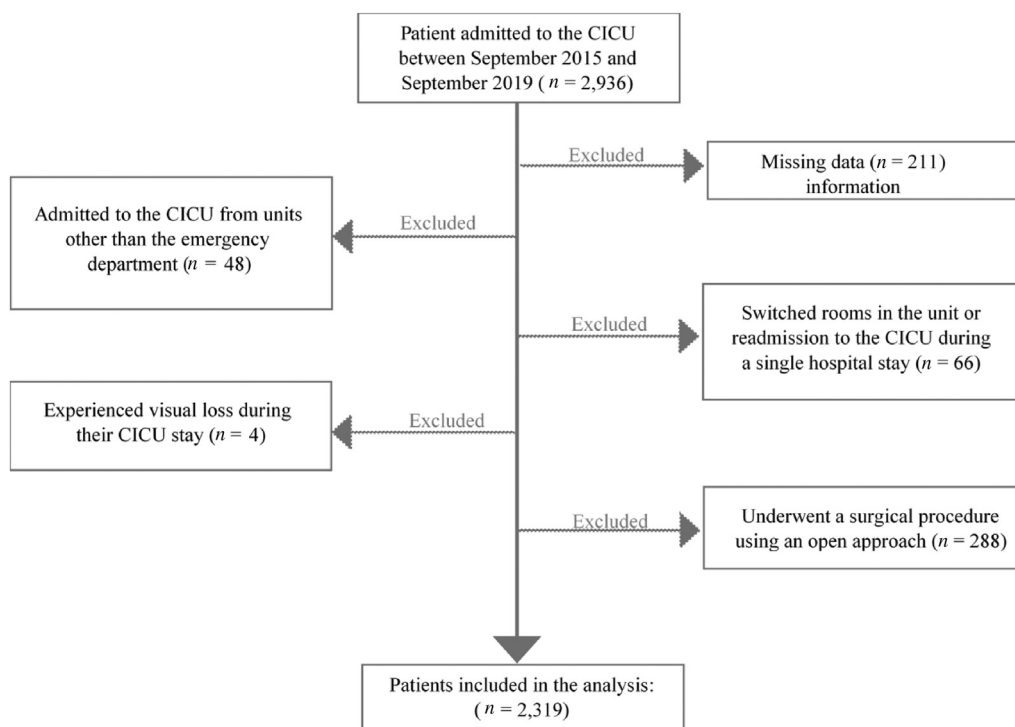 Patient admitted to the CICU
between September 2015 and
September 2019 ( n = 2,936)
Excluded
Missing data (n = 211)
information
Admitted to the CICU from units
other than the emergency
department (n = 48)
Excluded
Excluded
Switched rooms in the unit or
readmission to the CICU during
a single hospital stay (n = 66)
Experienced visual loss during
their CICU stay (n = 4)
Excluded
Excluded
Underwent a surgical procedure
using an open approach (n = 288)
Patients included in the analysis:
( n = 2,319)